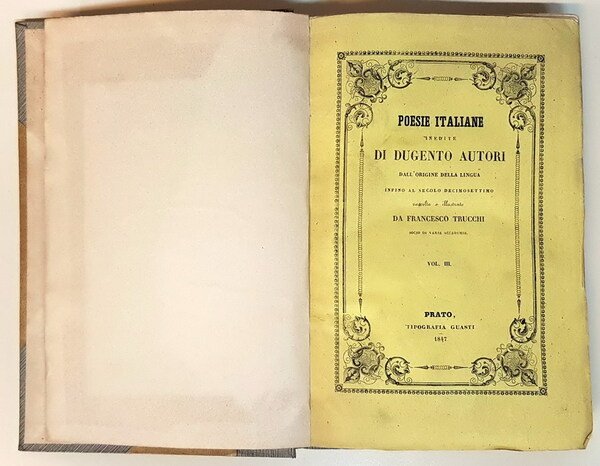 POESIE ITALIANE
INEDITE
DI DUGENTO AUTORI
DALL'ORIGINE DELLA LINGUA
INFINO AL SECOLO DECIMOSETTIMO
raccolte e illustrate
DA FRANCESCO TRUCCHI
SOCIO DI VARIE ACCADEMIE.
VOL. III.
PRATO,
TIPOGRAFIA GUASTI
1847